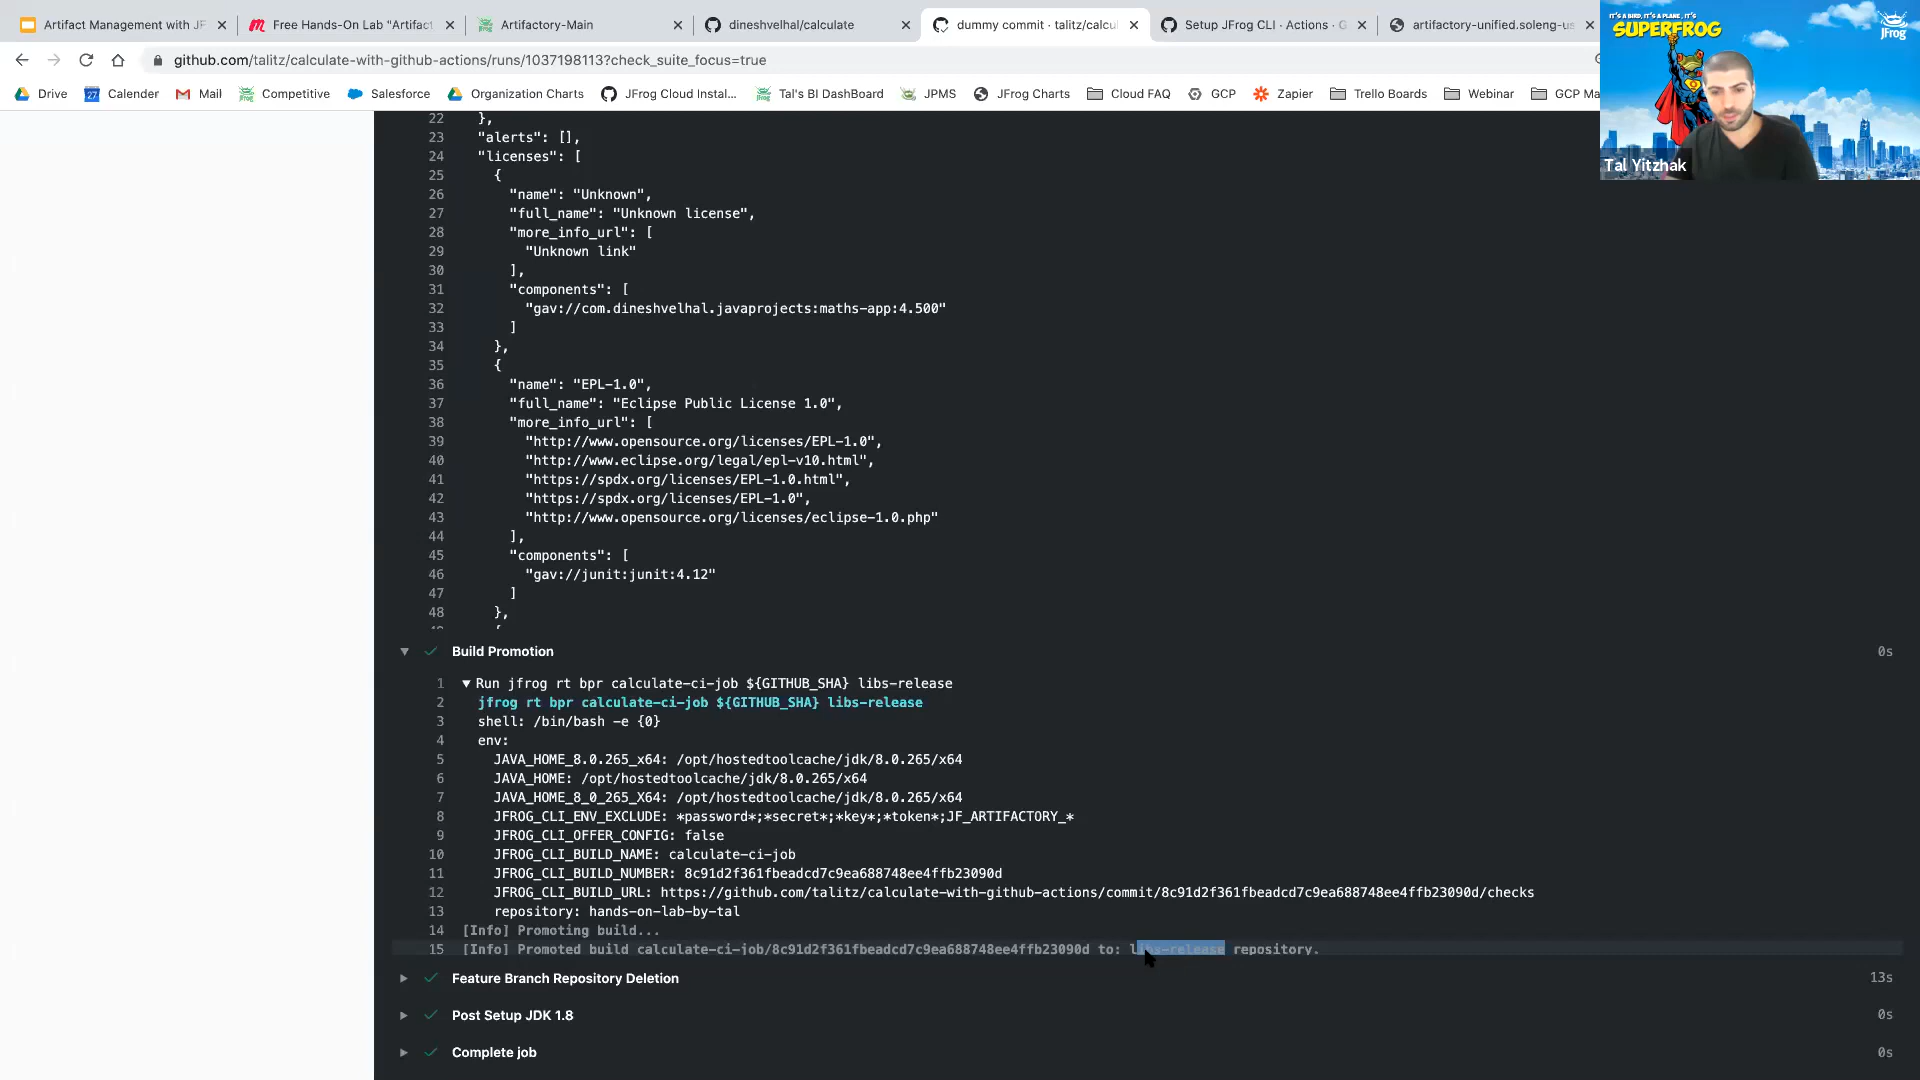 Artifact Management with JF
Free Hands-On Lab "Artifact
Artifactory-Main
dineshvelhal/calculate
dummy commit · talitz/calcul
Setup JFrog CLI · Actions · G
artifactory-unified.soleng-us
github.com/talitz/calculate-with-github-actions/runs/1037198113?check_suite_focus=true
Drive
27
Calender
Mail
Competitive
Salesforce
Organization Charts
JFrog Cloud Instal...
Tal's BI DashBoard
JPMS
JFrog Charts
Cloud FAQ
GCP
Zapier
Trello Boards
Webinar
GCP Ma
IT'S A BIRD, IT'S A PLANE, IT'S
SUPERFROG
JFrog
Tal Yitzhak
22 },
23 "alerts": [],
24 "licenses": [
25 {
26 "name": "Unknown",
27 "full_name": "Unknown license",
28 "more_info_url": [
29 "Unknown link"
30 ],
31 "components": [
32 "gav://com.dineshvelhal.javaprojects:maths-app:4.500"
33 ]
34 },
35 {
36 "name": "EPL-1.0",
37 "full_name": "Eclipse Public License 1.0",
38 "more_info_url": [
39 "http://www.opensource.org/licenses/EPL-1.0",
40 "http://www.eclipse.org/legal/epl-v10.html",
41 "https://spdx.org/licenses/EPL-1.0.html",
42 "https://spdx.org/licenses/EPL-1.0",
43 "http://www.opensource.org/licenses/eclipse-1.0.php"
44 ],
45 "components": [
46 "gav://junit:junit:4.12"
47 ]
48 },
Build Promotion 0s
1 Run jfrog rt bpr calculate-ci-job ${GITHUB_SHA} libs-release
2 jfrog rt bpr calculate-ci-job ${GITHUB_SHA} libs-release
3 shell: /bin/bash -e {0}
4 env:
5 JAVA_HOME_8.0.265_x64: /opt/hostedtoolcache/jdk/8.0.265/x64
6 JAVA_HOME: /opt/hostedtoolcache/jdk/8.0.265/x64
7 JAVA_HOME_8_0_265_X64: /opt/hostedtoolcache/jdk/8.0.265/x64
8 JFROG_CLI_ENV_EXCLUDE: *password*;*secret*;*key*;*token*;JF_ARTIFACTORY_*
9 JFROG_CLI_OFFER_CONFIG: false
10 JFROG_CLI_BUILD_NAME: calculate-ci-job
11 JFROG_CLI_BUILD_NUMBER: 8c91d2f361fbeadcd7c9ea688748ee4ffb23090d
12 JFROG_CLI_BUILD_URL: https://github.com/talitz/calculate-with-github-actions/commit/8c91d2f361fbeadcd7c9ea688748ee4ffb23090d/checks
13 repository: hands-on-lab-by-tal
14 [Info] Promoting build...
15 [Info] Promoted build calculate-ci-job/8c91d2f361fbeadcd7c9ea688748ee4ffb23090d to: libs-release repository.
Feature Branch Repository Deletion 13s
Post Setup JDK 1.8 0s
Complete job 0s